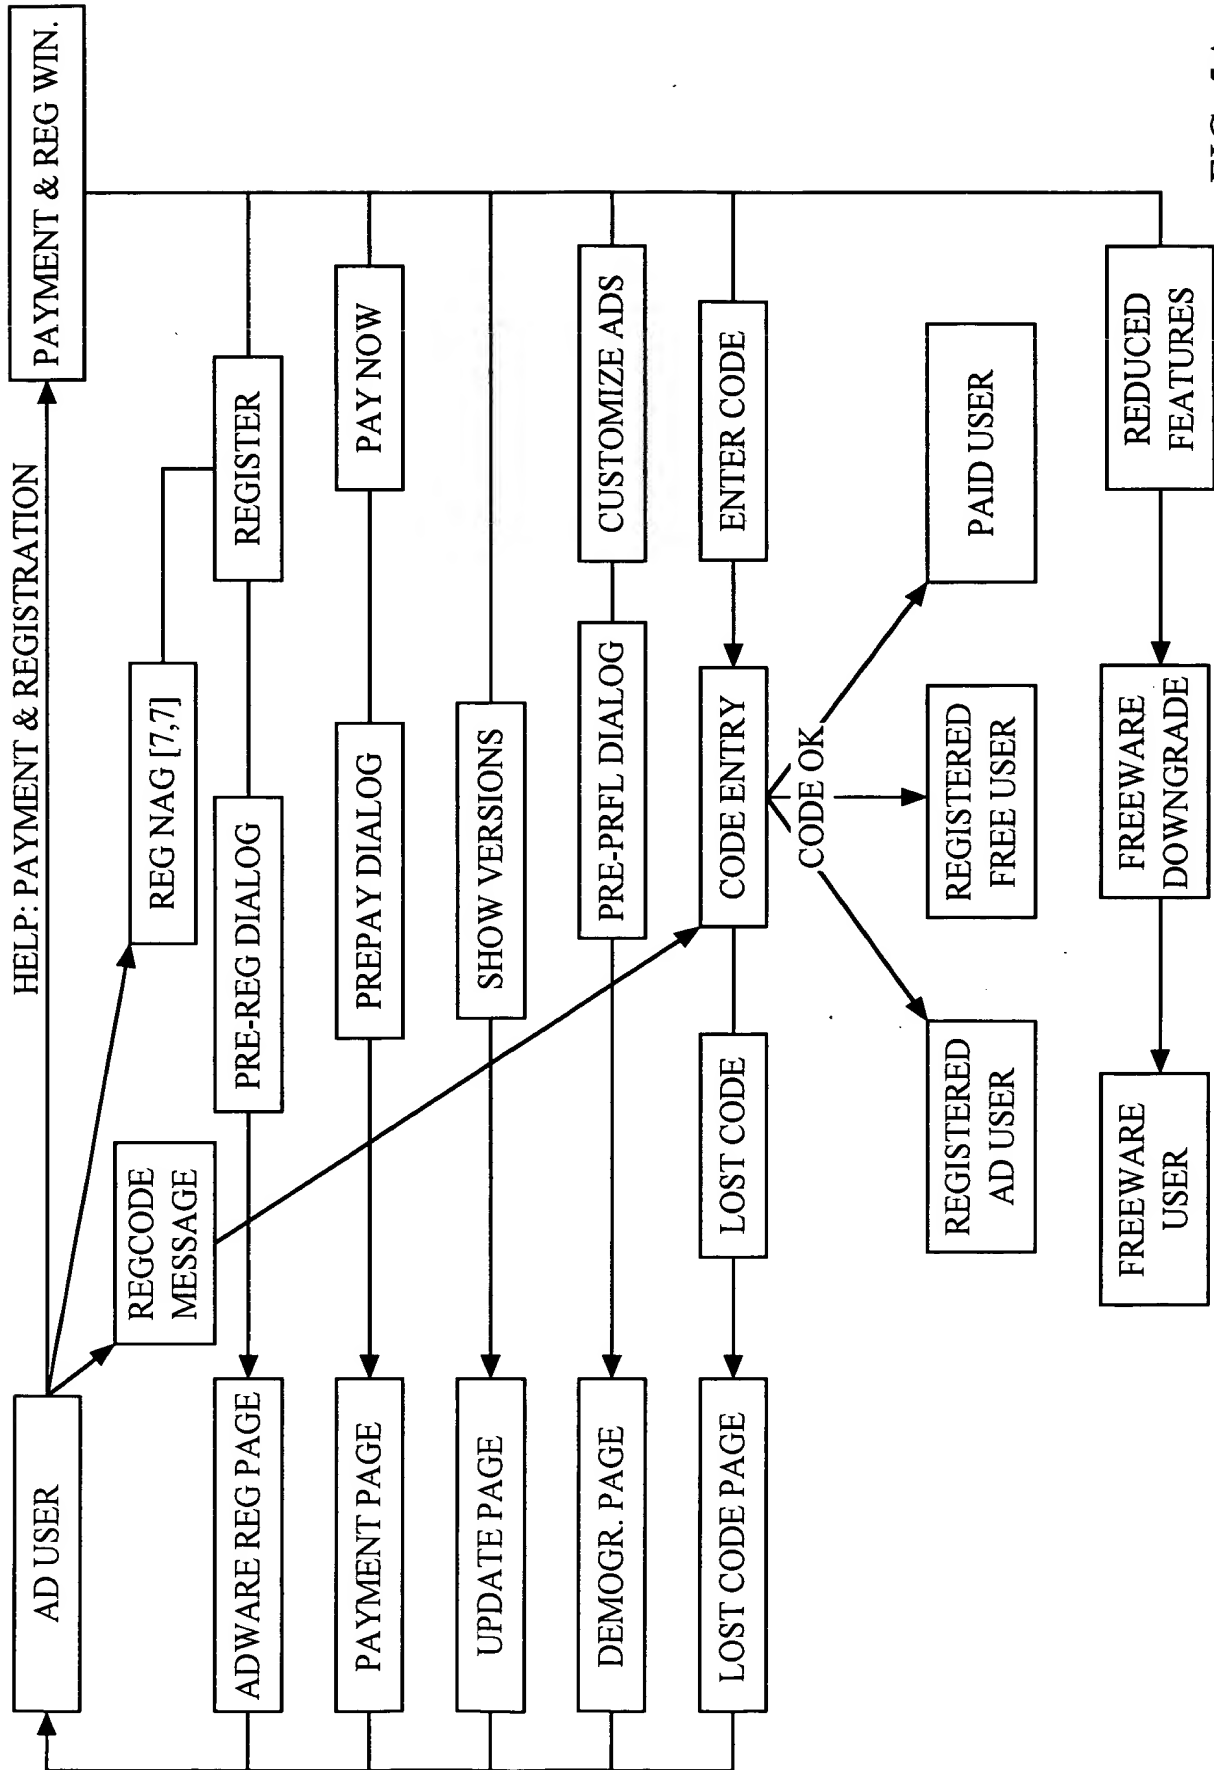 AD USER
HELP: PAYMENT & REGISTRATION
PAYMENT & REG WIN.
REGCODE
MESSAGE
REG NAG [7,7]
ADWARE REG PAGE
PRE-REG DIALOG
REGISTER
PAYMENT PAGE
PREPAY DIALOG
PAY NOW
UPDATE PAGE
SHOW VERSIONS
DEMOGR. PAGE
PRE-PRFL DIALOG
CUSTOMIZE ADS
LOST CODE PAGE
LOST CODE
CODE ENTRY
ENTER CODE
CODE OK
REGISTERED
AD USER
REGISTERED
FREE USER
PAID USER
FREEWARE
USER
FREEWARE
DOWNGRADE
REDUCED
FEATURES